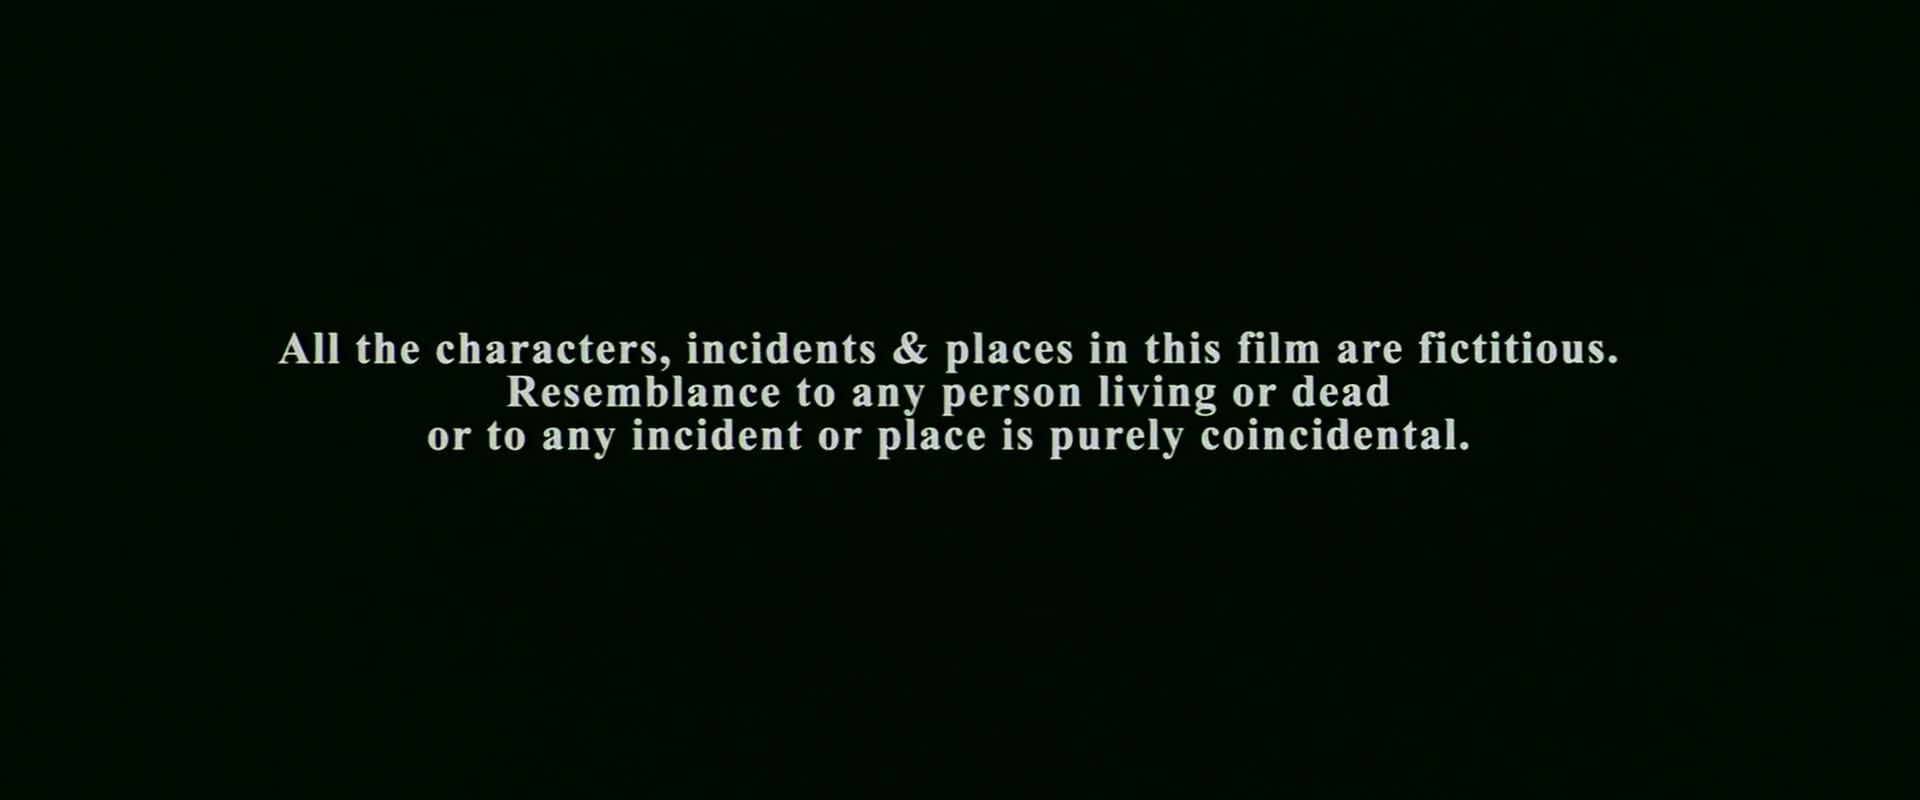 All the characters, incidents & places in this film are fictitious.
Resemblance to any person living or dead
or to any incident or place is purely coincidental.